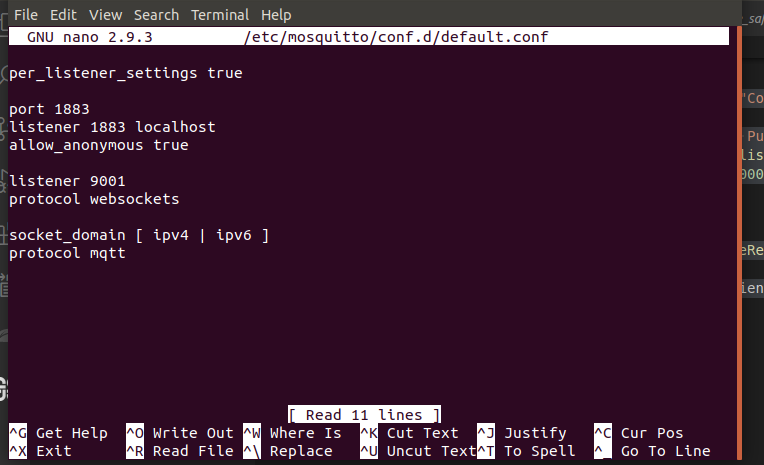 File Edit View Search Terminal Help
GNU nano 2.9.3 /etc/mosquitto/conf.d/default.conf
per_listener_settings true
port 1883
listener 1883 localhost
allow_anonymous true
listener 9001
protocol websockets
socket_domain [ ipv4 | ipv6 ]
protocol mqtt
[ Read 11 lines ]
^G Get Help ^O Write Out ^W Where Is ^K Cut Text ^J Justify ^C Cur Pos
^X Exit ^R Read File ^\ Replace ^U Uncut Text ^T To Spell ^_ Go To Line